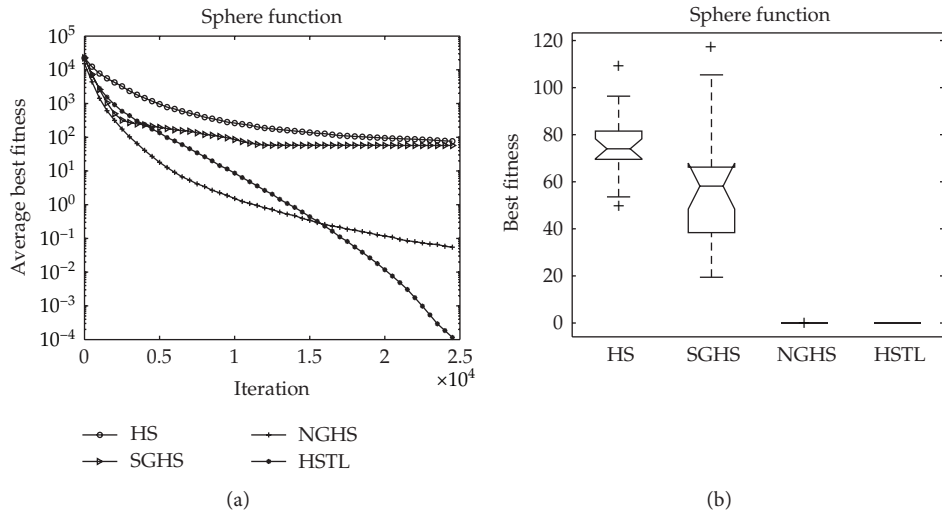 Sphere function
10^5
10^4
10^3
10^2
10^1
10^0
10^−1
10^−2
10^−3
10^−4
Average best fitness
0 0.5 1 1.5 2 2.5
×10^4
Iteration
HS
SGHS
NGHS
HSTL
(a)
Sphere function
120
100
80
60
40
20
0
Best fitness
HS SGHS NGHS HSTL
(b)